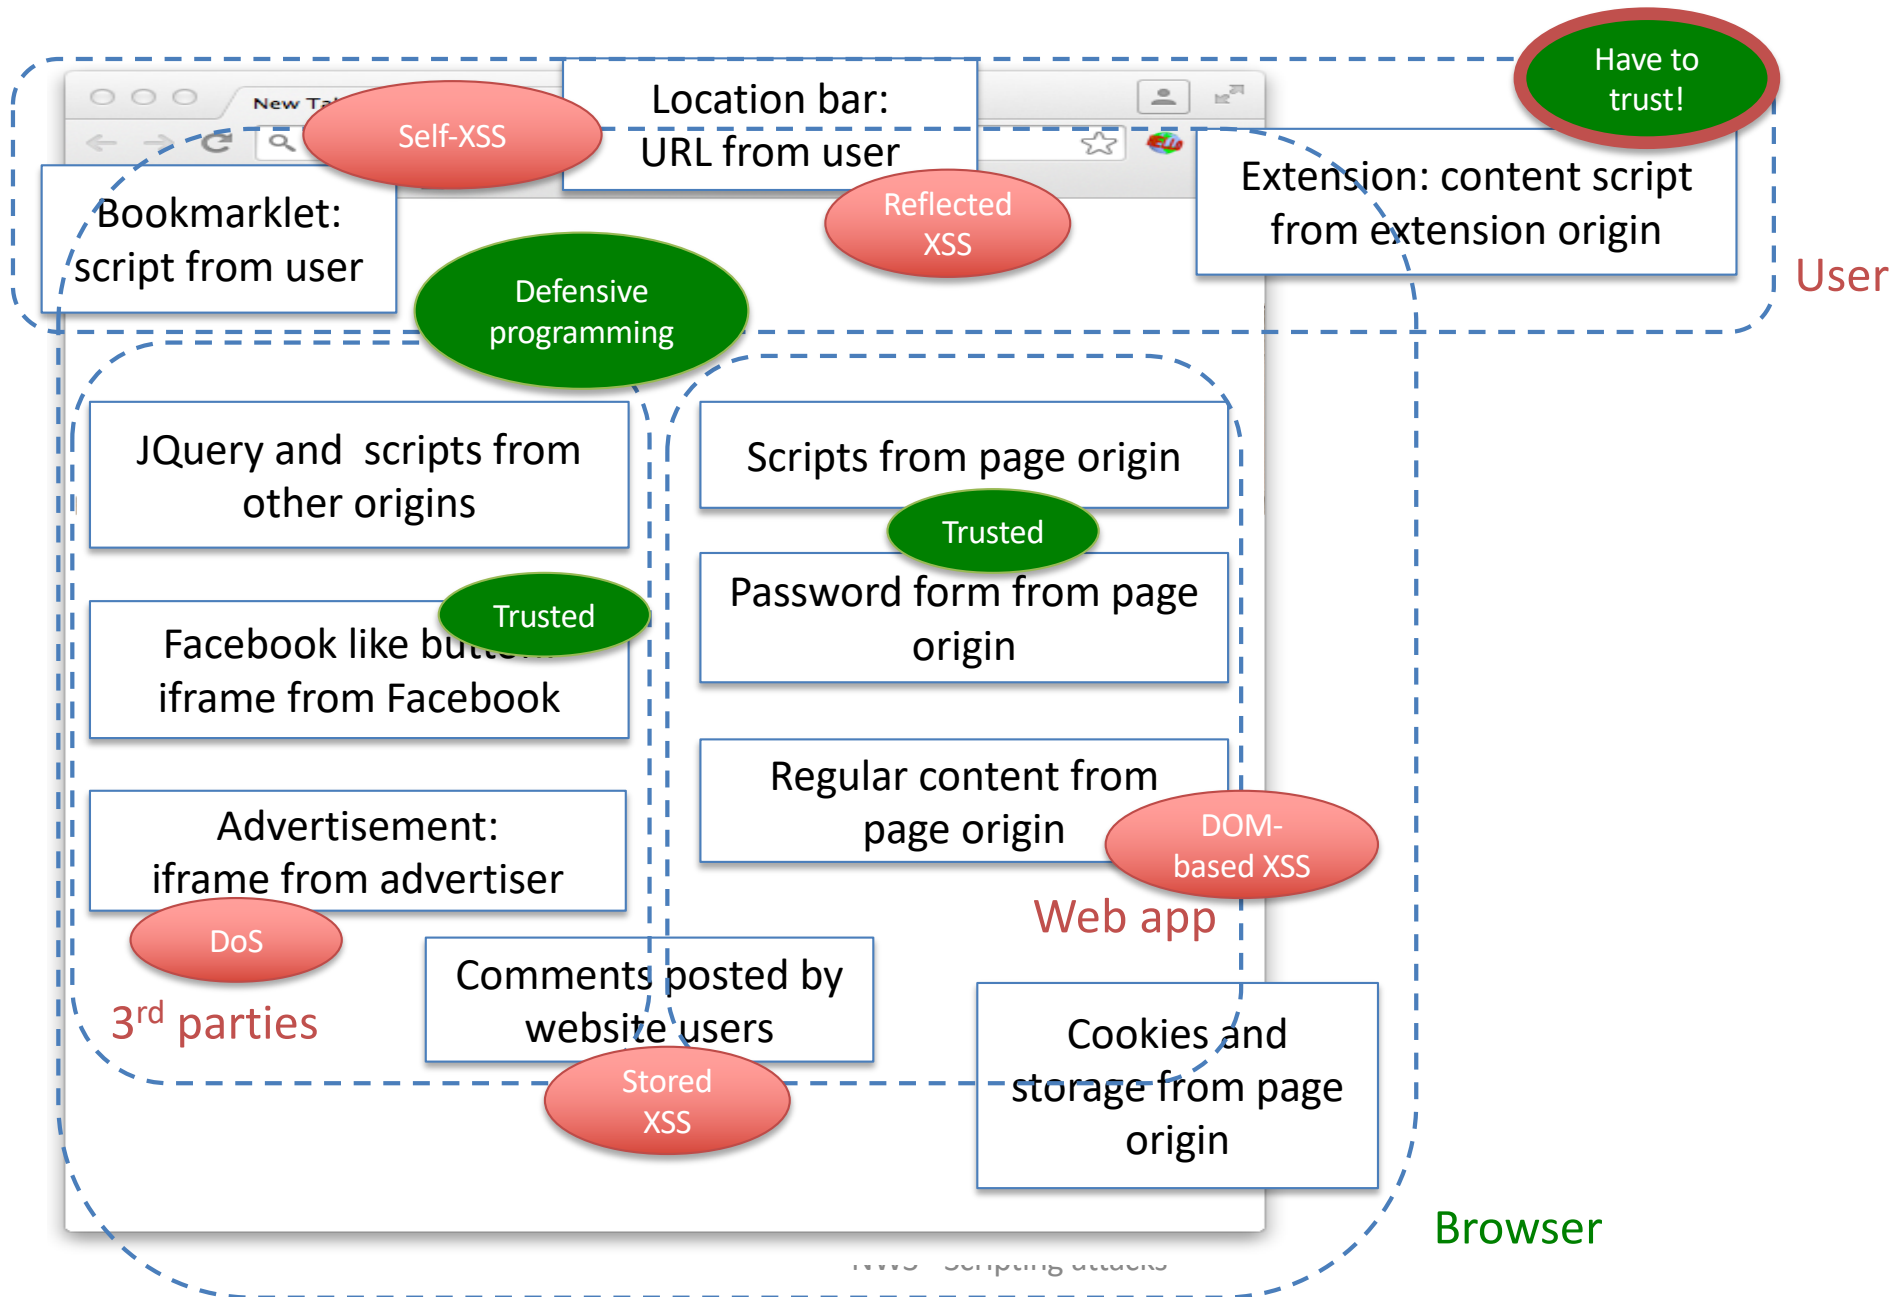 Have to
trust!
New Ta
Self-XSS
Location bar:
URL from user
Reflected
XSS
Extension: content script
from extension origin
User
Bookmarklet:
script from user
Defensive
programming
JQuery and scripts from
other origins
Scripts from page origin
Trusted
Password form from page
origin
Trusted
Facebook like
iframe from Facebook
Regular content from
page origin
DOM-
based XSS
Advertisement:
iframe from advertiser
DoS
Web app
3rd parties
Comments posted by
website users
Stored
XSS
Cookies and
storage from page
origin
Browser
Scripting attacks